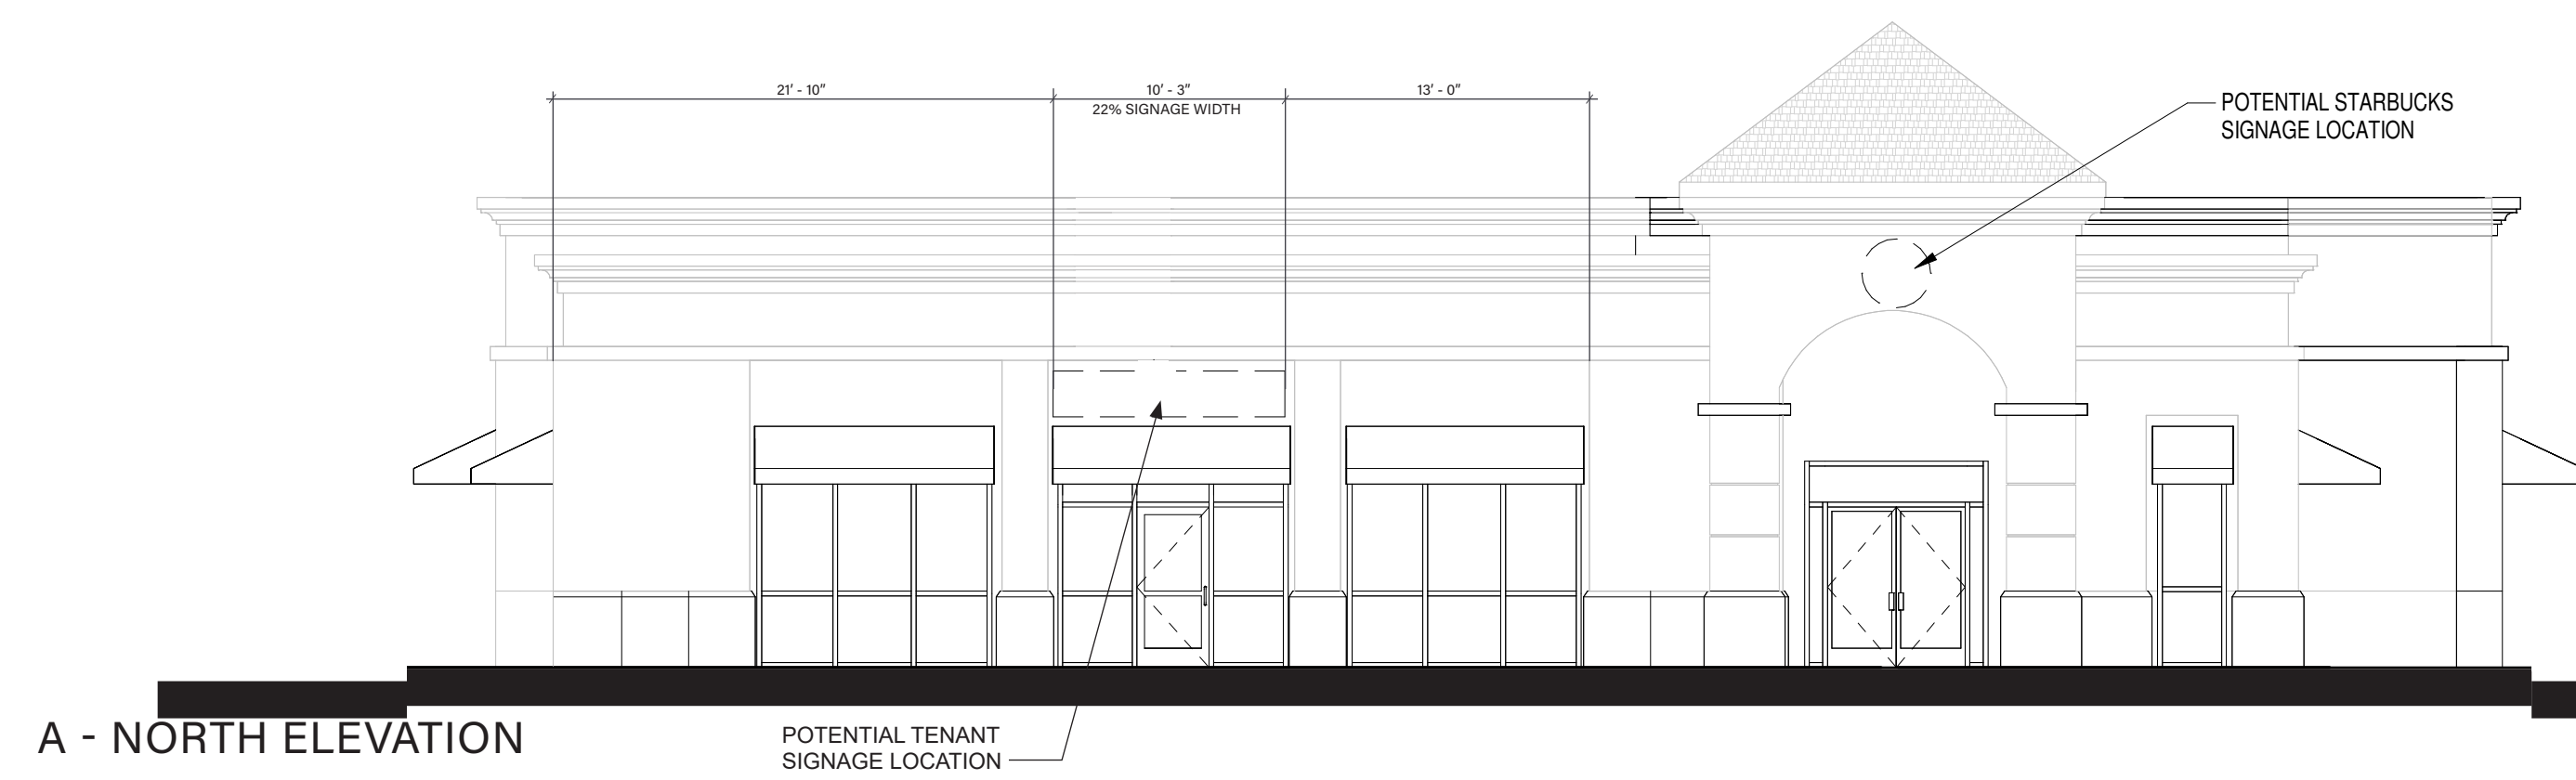 21' - 10"
10' - 3"
13' - 0"
22% SIGNAGE WIDTH
POTENTIAL STARBUCKS
SIGNAGE LOCATION
A - NORTH ELEVATION
POTENTIAL TENANT
SIGNAGE LOCATION